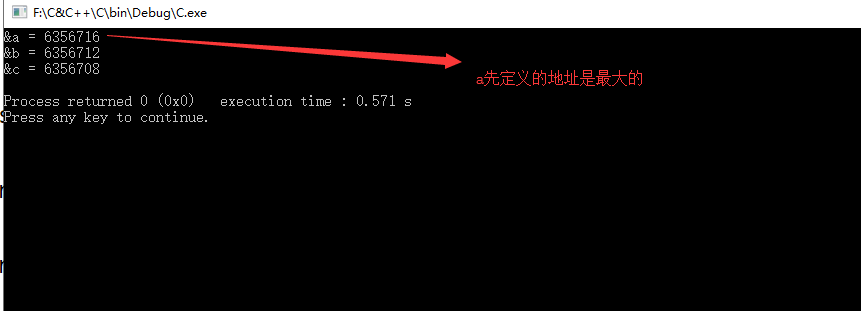 F:\C&C++\C\bin\Debug\C.exe
&a = 6356716
&b = 6356712
&c = 6356708
a先定义的地址是最大的
Process returned 0 (0x0)   execution time : 0.571 s
Press any key to continue.